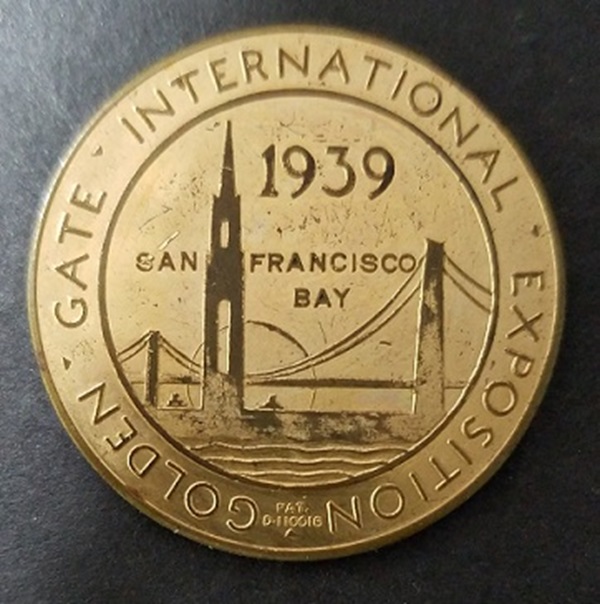 GOLDEN · GATE · INTERNATIONAL · EXPOSITION
1939
SAN FRANCISCO
BAY
PAT.
D-110016